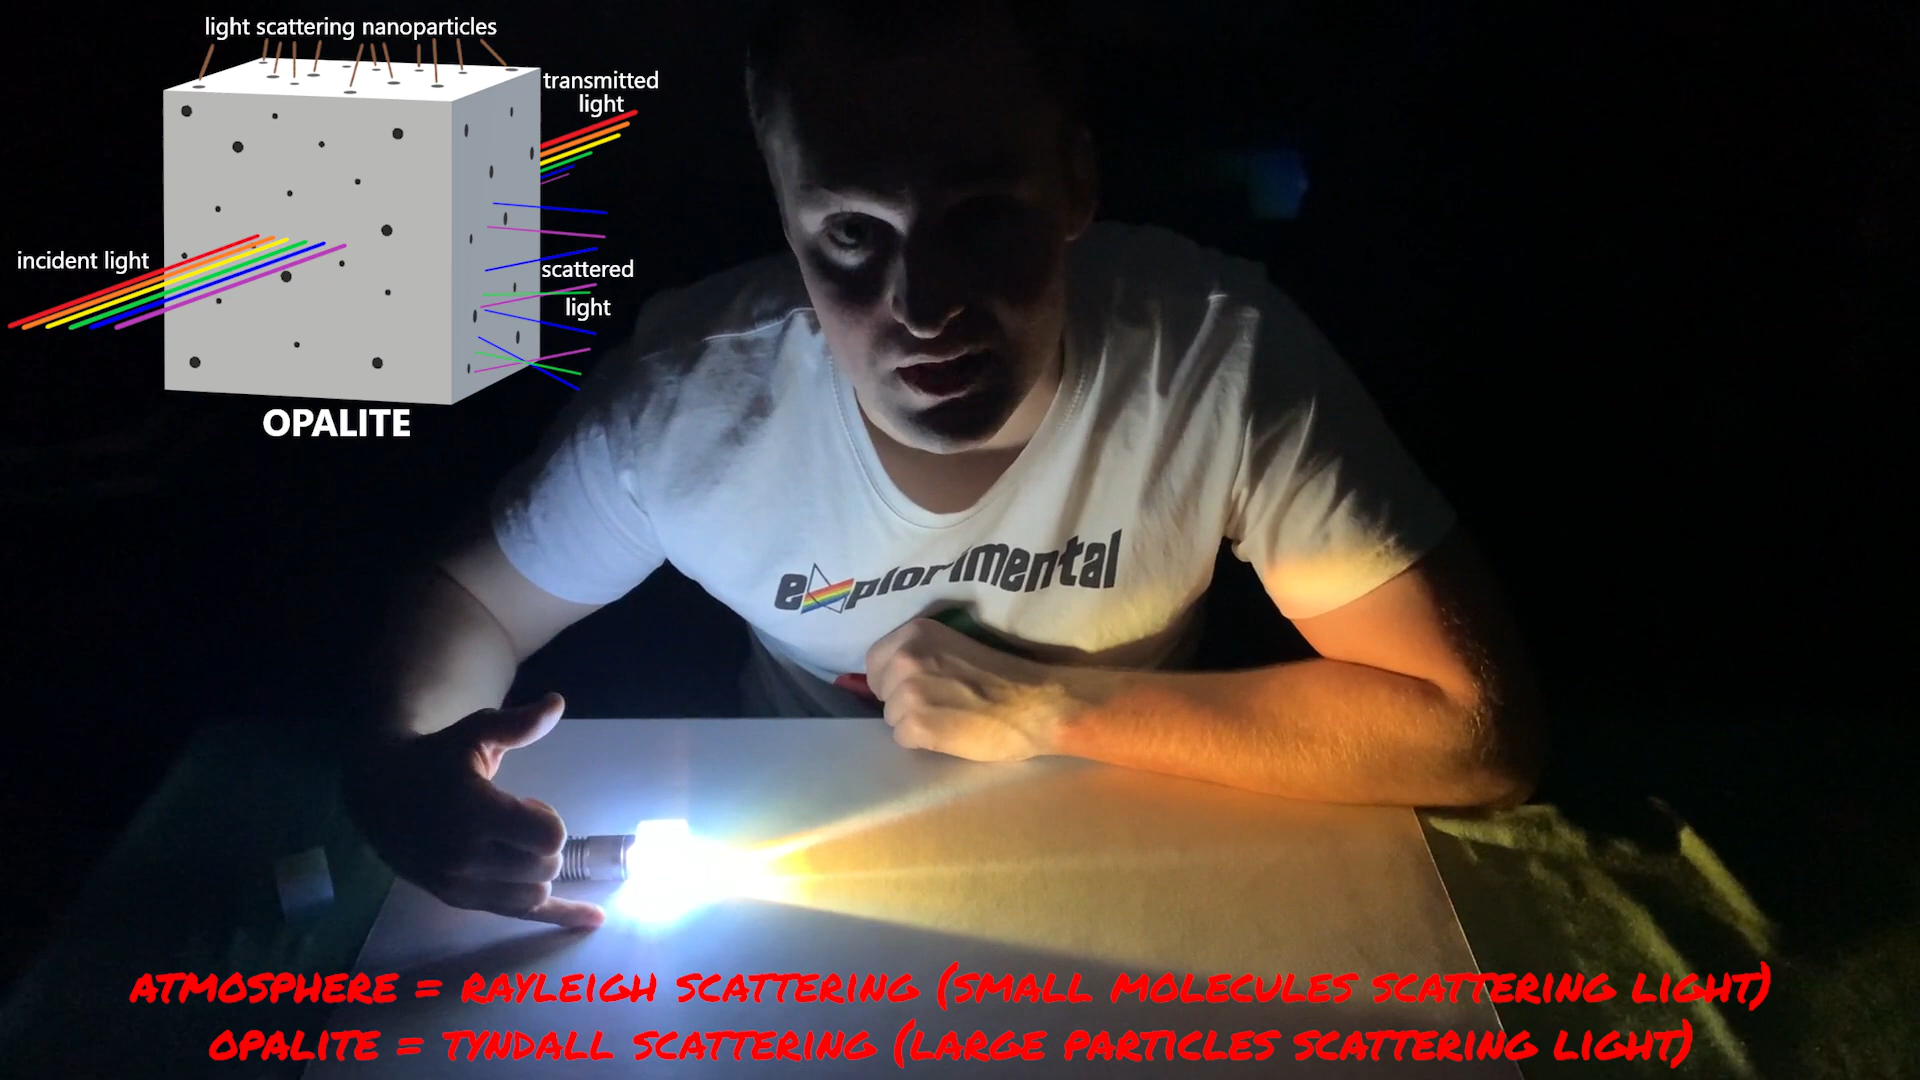 light scattering nanoparticles
transmitted
light
incident light
scattered
light
OPALITE
explorimental
ATMOSPHERE = RAYLEIGH SCATTERING (SMALL MOLECULES SCATTERING LIGHT)
OPALITE = TYNDALL SCATTERING (LARGE PARTICLES SCATTERING LIGHT)